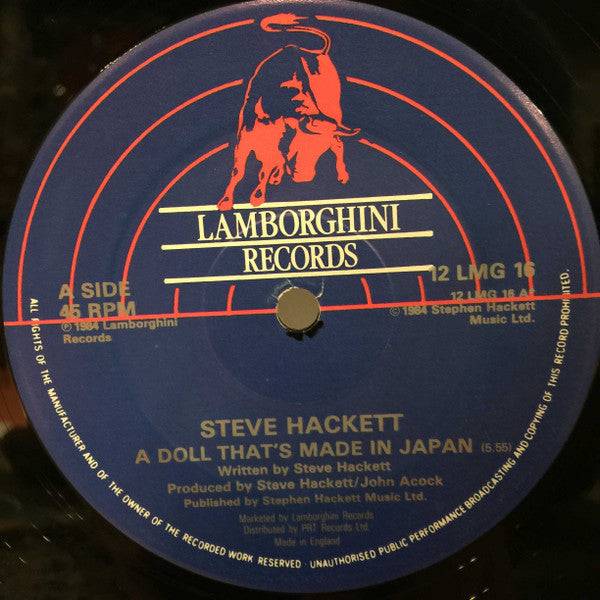 LAMBORGHINI
RECORDS
A SIDE
45 RPM
℗ 1984 Lamborghini
Records
12 LMG 16
12 LMG 16 A2
© 1984 Stephen Hackett
Music Ltd.
STEVE HACKETT
A DOLL THAT'S MADE IN JAPAN (5.55)
Written by Steve Hackett
Produced by Steve Hackett/John Acock
Published by Stephen Hackett Music Ltd.
Marketed by Lamborghini Records
Distributed by PRT Records Ltd.
Made in England
ALL RIGHTS OF THE MANUFACTURER AND OF THE OWNER OF THE RECORDED WORK RESERVED · UNAUTHORISED PUBLIC PERFORMANCE BROADCASTING AND COPYING OF THIS RECORD PROHIBITED.